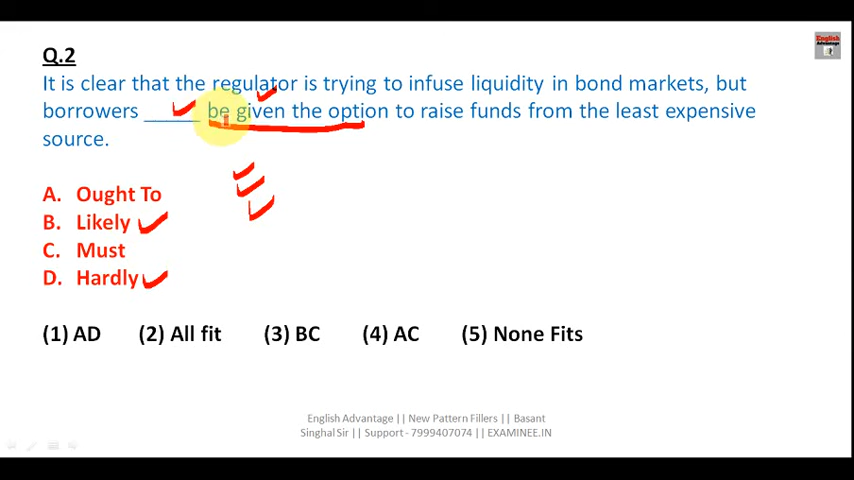 English
Advantage
Q.2
It is clear that the regulator is trying to infuse liquidity in bond markets, but
borrowers _____ be given the option to raise funds from the least expensive
source.
A. Ought To
B. Likely
C. Must
D. Hardly
(1) AD (2) All fit (3) BC (4) AC (5) None Fits
English Advantage || New Pattern Fillers || Basant
Singhal Sir || Support - 7999407074 || EXAMINEE.IN